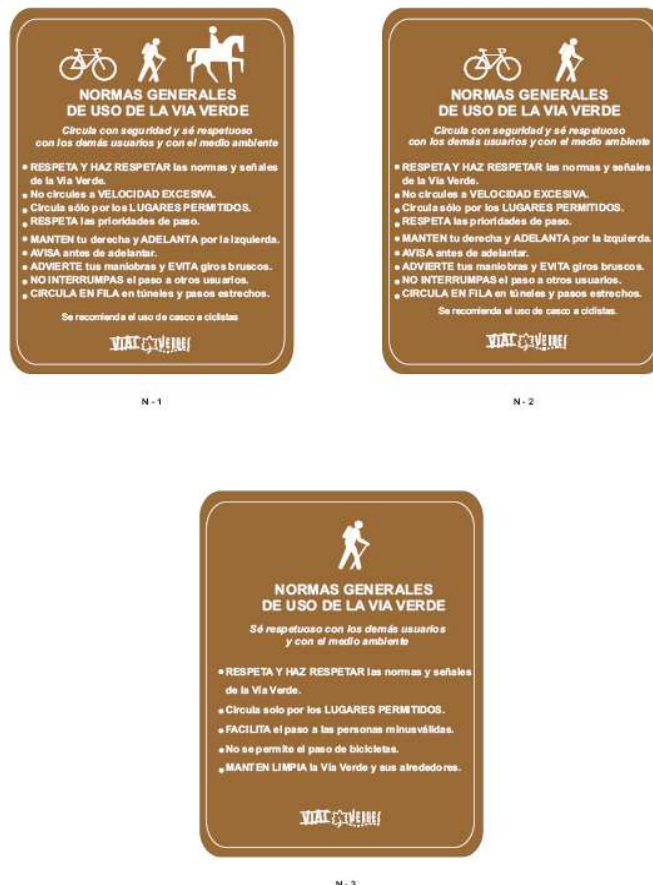 NORMAS GENERALES
DE USO DE LA VIA VERDE
Circula con seguridad y sé respetuoso
con los demás usuarios y con el medio ambiente
RESPETA Y HAZ RESPETAR las normas y señales
de la Vía Verde.
No circules a VELOCIDAD EXCESIVA.
Circula sólo por los LUGARES PERMITIDOS.
RESPETA las prioridades de paso.
MANTEN tu derecha y ADELANTA por la izquierda.
AVISA antes de adelantar.
ADVIERTE tus maniobras y EVITA giros bruscos.
NO INTERRUMPAS el paso a otros usuarios.
CIRCULA EN FILA en túneles y pasos estrechos.
Se recomienda el uso de casco a ciclistas
VIAS VERDES
N - 1
NORMAS GENERALES
DE USO DE LA VIA VERDE
Circula con seguridad y sé respetuoso
con los demás usuarios y con el medio ambiente
RESPETA Y HAZ RESPETAR las normas y señales
de la Vía Verde.
No circules a VELOCIDAD EXCESIVA.
Circula sólo por los LUGARES PERMITIDOS.
RESPETA las prioridades de paso.
MANTEN tu derecha y ADELANTA por la izquierda.
AVISA antes de adelantar.
ADVIERTE tus maniobras y EVITA giros bruscos.
NO INTERRUMPAS el paso a otros usuarios.
CIRCULA EN FILA en túneles y pasos estrechos.
Se recomienda el uso de casco a ciclistas.
VIAS VERDES
N - 2
NORMAS GENERALES
DE USO DE LA VIA VERDE
Sé respetuoso con los demás usuarios
y con el medio ambiente
RESPETA Y HAZ RESPETAR las normas y señales
de la Vía Verde.
Circula solo por los LUGARES PERMITIDOS.
FACILITA el paso a las personas minusválidas.
No se permite el paso de bicicletas.
MANTEN LIMPIA la Vía Verde y sus alrededores.
VIAS VERDES
N - 3